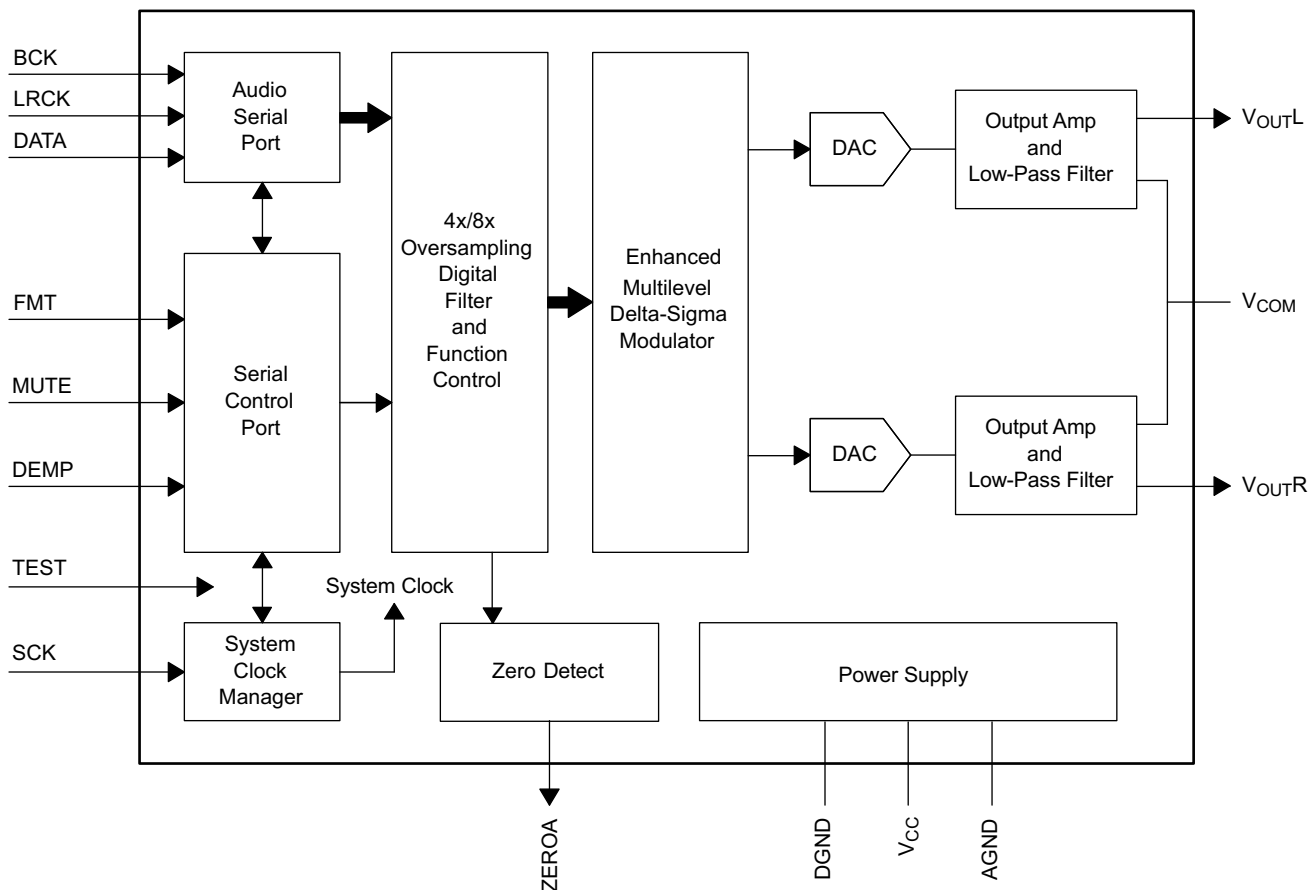 BCK
LRCK
DATA
Audio
Serial
Port
FMT
MUTE
DEMP
Serial
Control
Port
TEST
SCK
System
Clock
Manager
System Clock
4x/8x
Oversampling
Digital
Filter
and
Function
Control
Enhanced
Multilevel
Delta-Sigma
Modulator
DAC
Output Amp
and
Low-Pass Filter
VOUTL
VCOM
DAC
Output Amp
and
Low-Pass Filter
VOUTR
Zero Detect
Power Supply
ZEROA
DGND
VCC
AGND